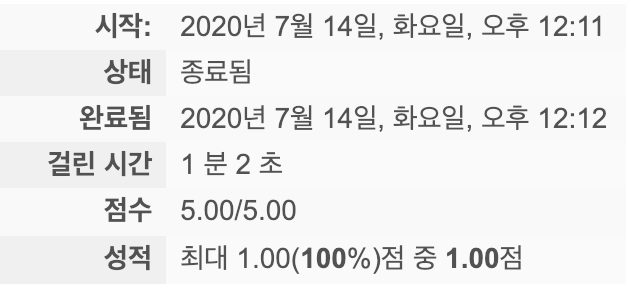 시작: 2020년 7월 14일, 화요일, 오후 12:11
상태 종료됨
완료됨 2020년 7월 14일, 화요일, 오후 12:12
걸린 시간 1 분 2 초
점수 5.00/5.00
성적 최대 1.00(100%)점 중 1.00점